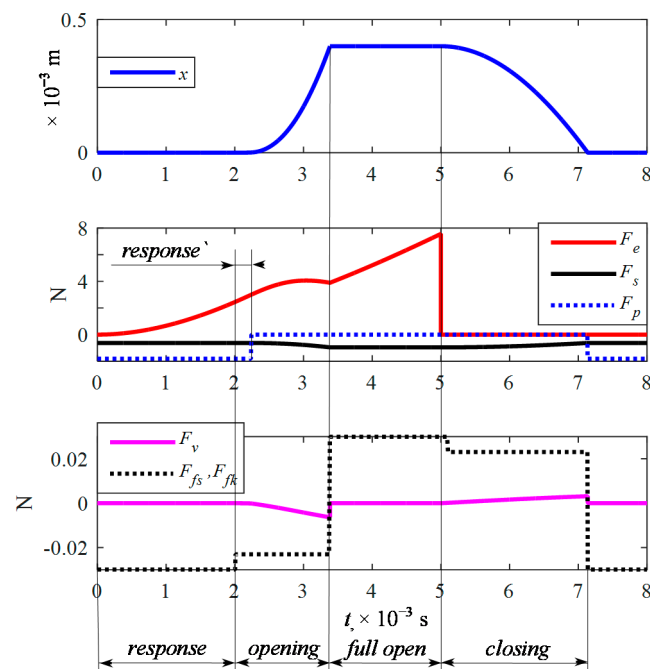 0.5
× 10⁻³ m
x
0
0 1 2 3 4 5 6 7 8
8
response`
F_e
N
4
F_s
F_p
0
0 1 2 3 4 5 6 7 8
F_v
0.02
F_fs , F_fk
N
0
-0.02
0 1 2 3 4 5 6 7 8
t, × 10⁻³ s
response opening full open closing